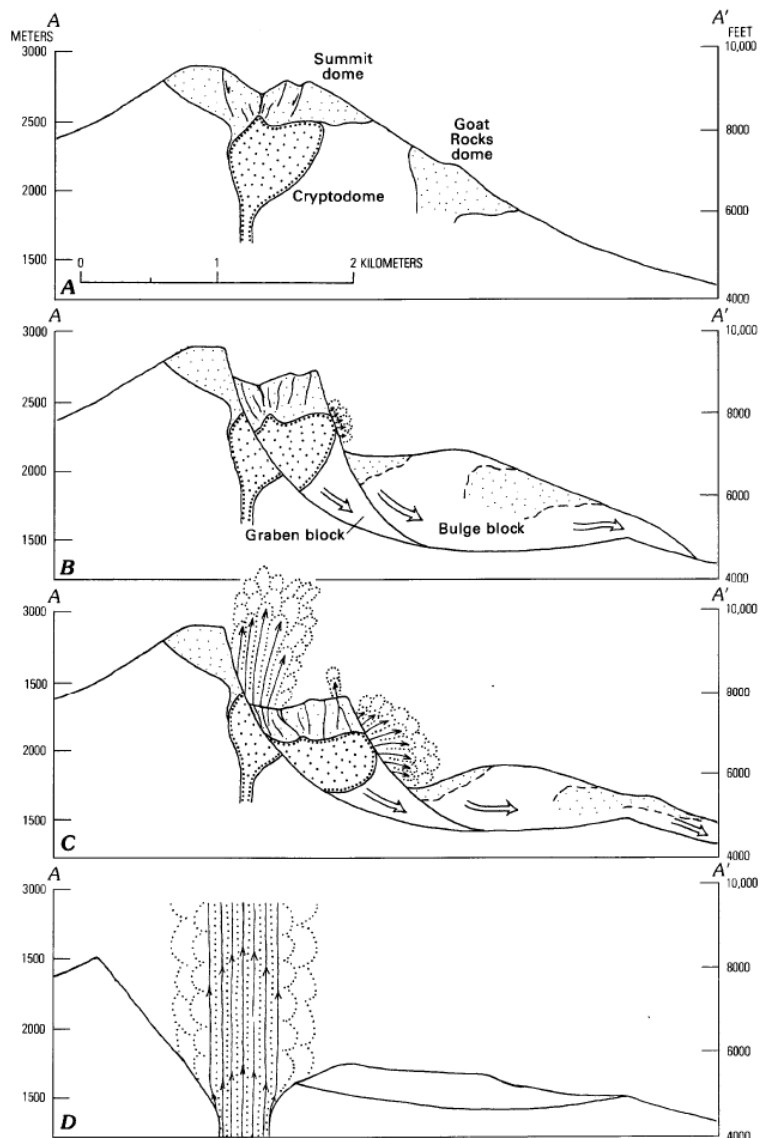 A
A′
METERS
FEET
3000
10,000
Summit
dome
2500
8000
Goat
Rocks
dome
2000
Cryptodome
6000
1500
0 1 2 KILOMETERS
A
4000
A
A′
3000
10,000
2500
8000
2000
6000
1500
Graben block
Bulge block
B
4000
A
A′
3000
10,000
1500
8000
2000
6000
1500
C
4000
A
A′
3000
10,000
1500
8000
2000
6000
1500
D
4000